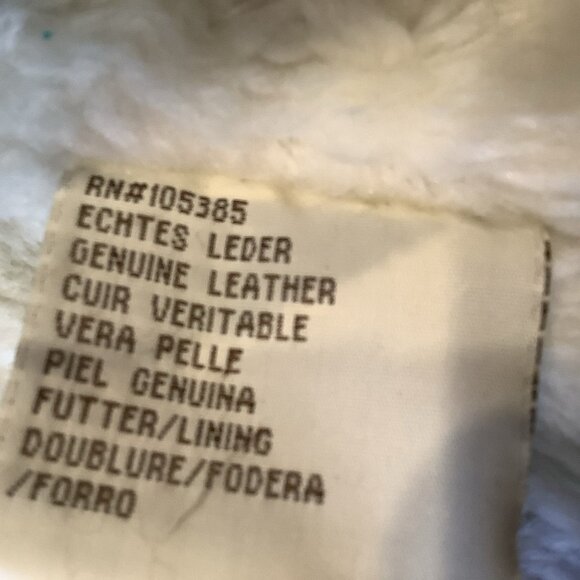 RN#105385
ECHTES LEDER
GENUINE LEATHER
CUIR VERITABLE
VERA PELLE
PIEL GENUINA
FUTTER/LINING
DOUBLURE/FODERA
/FORRO